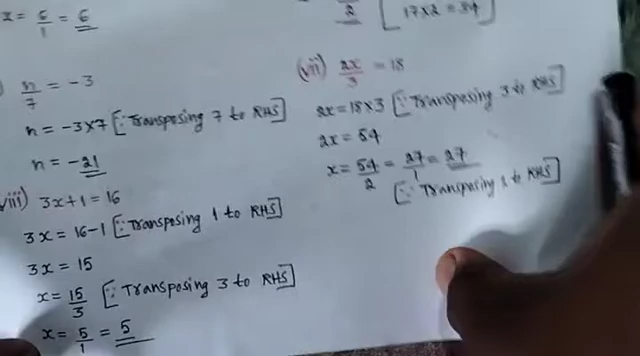 x = 6/1 = 6
n/7 = -3
n = -3×7 [∵ Transposing 7 to RHS]
n = -21
viii) 3x+1 = 16
3x = 16-1 [∵ Transposing 1 to RHS]
3x = 15
x = 15/3 [∵ Transposing 3 to RHS]
x = 5/1 = 5
2 [17×2 = 34]
(vii) 2x/3 = 18
2x = 18×3 [∵ Transposing 3 to RHS]
2x = 54
x = 54/2 = 27/1 = 27
[∵ Transposing 2 to RHS]